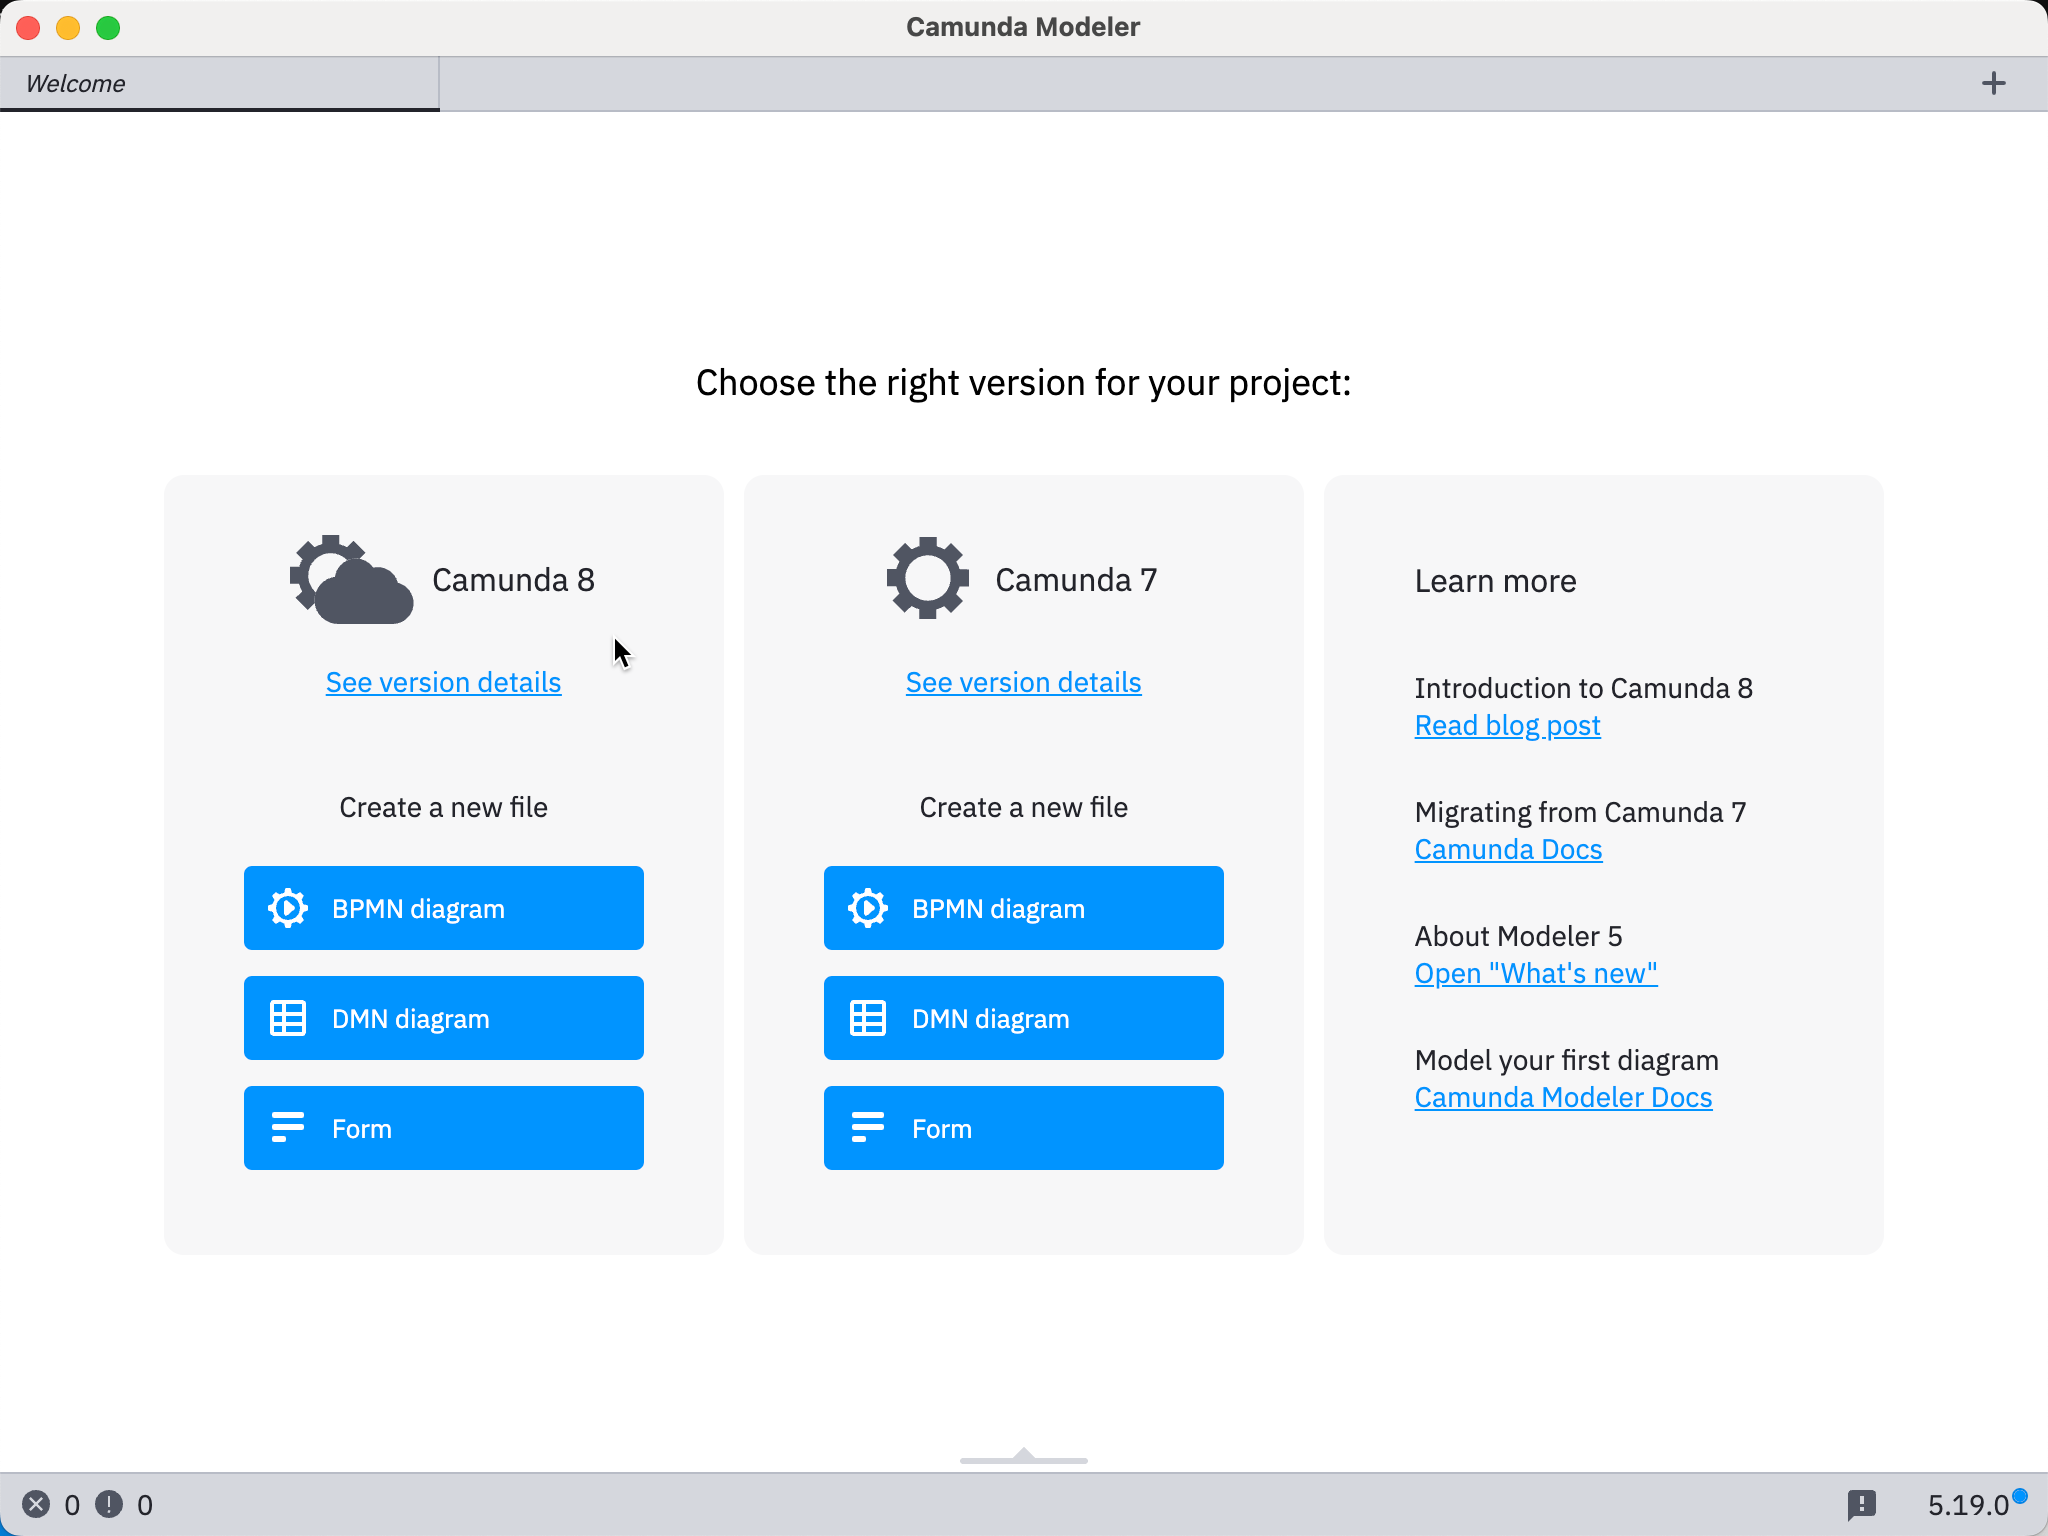 Camunda Modeler
Welcome
Choose the right version for your project:
Camunda 8
See version details
Create a new file
BPMN diagram
DMN diagram
Form
Camunda 7
See version details
Create a new file
BPMN diagram
DMN diagram
Form
Learn more
Introduction to Camunda 8
Read blog post
Migrating from Camunda 7
Camunda Docs
About Modeler 5
Open "What's new"
Model your first diagram
Camunda Modeler Docs
0 0
5.19.0